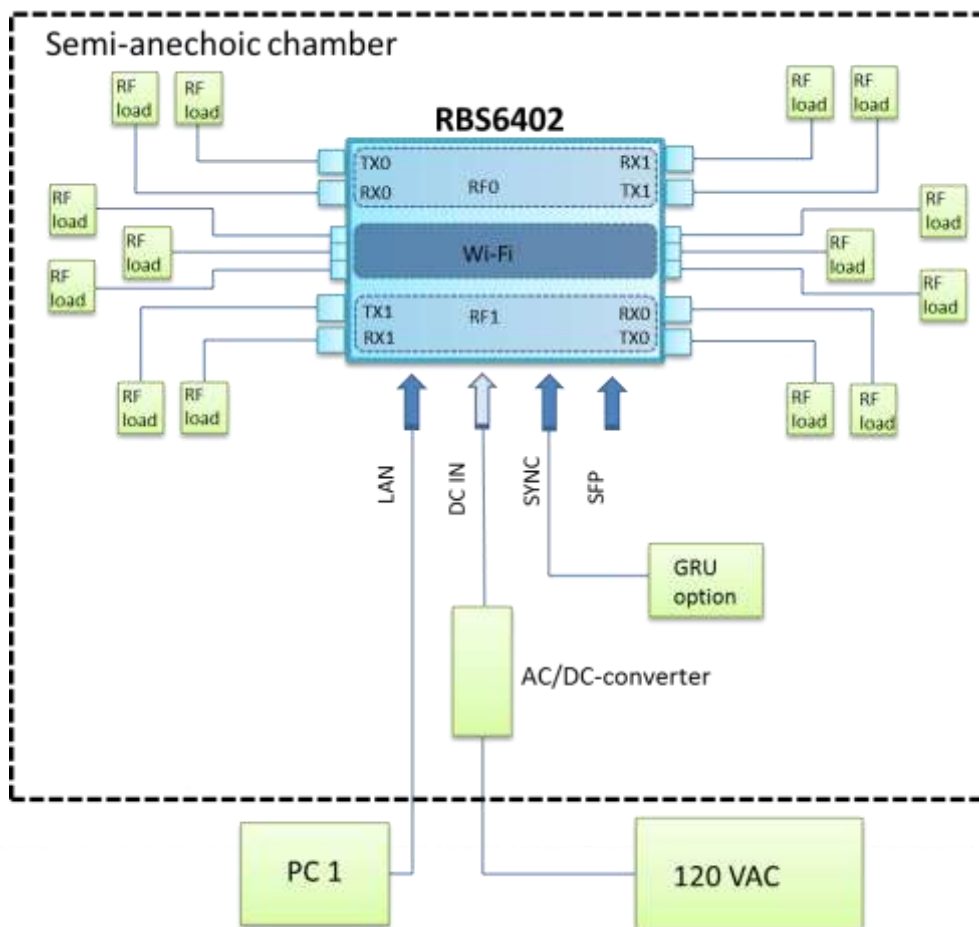 Semi-anechoic chamber
RF
load
RF
load
RF
load
RF
load
RBS6402
TX0
RX0
RF0
RX1
TX1
RF
load
RF
load
RF
load
Wi-Fi
RF
load
RF
load
RF
load
TX1
RX1
RF1
RX0
TX0
RF
load
RF
load
RF
load
RF
load
LAN
DC IN
SYNC
SFP
GRU
option
AC/DC-converter
PC 1
120 VAC